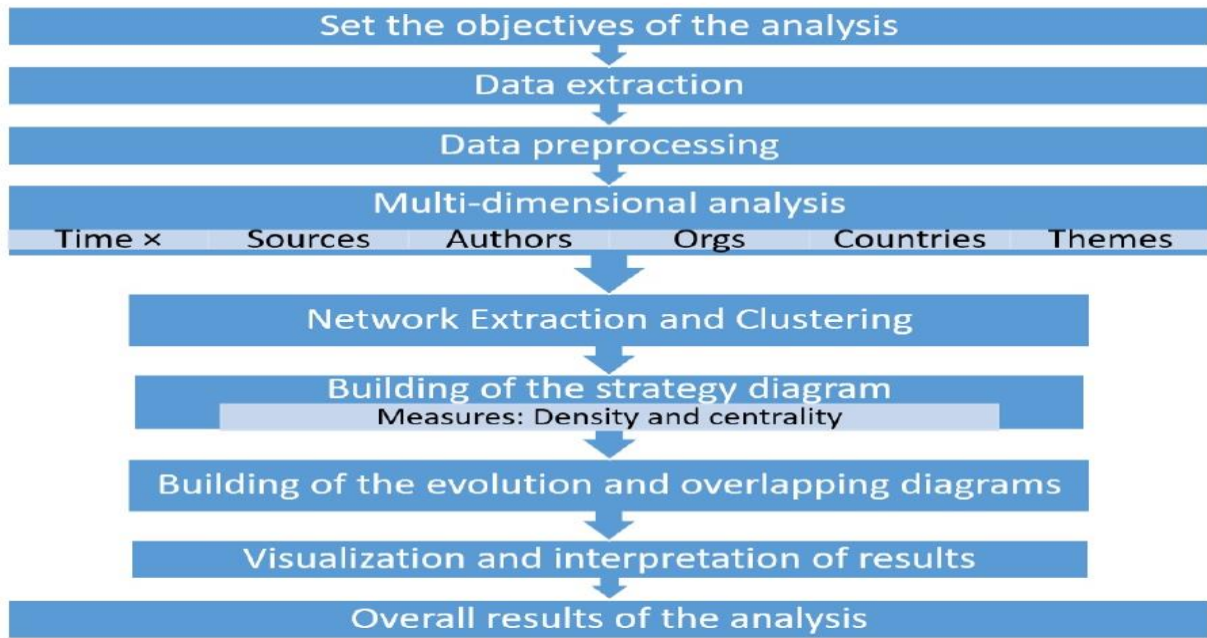 Set the objectives of the analysis
Data extraction
Data preprocessing
Multi-dimensional analysis
Time × Sources Authors Orgs Countries Themes
Network Extraction and Clustering
Building of the strategy diagram
Measures: Density and centrality
Building of the evolution and overlapping diagrams
Visualization and interpretation of results
Overall results of the analysis